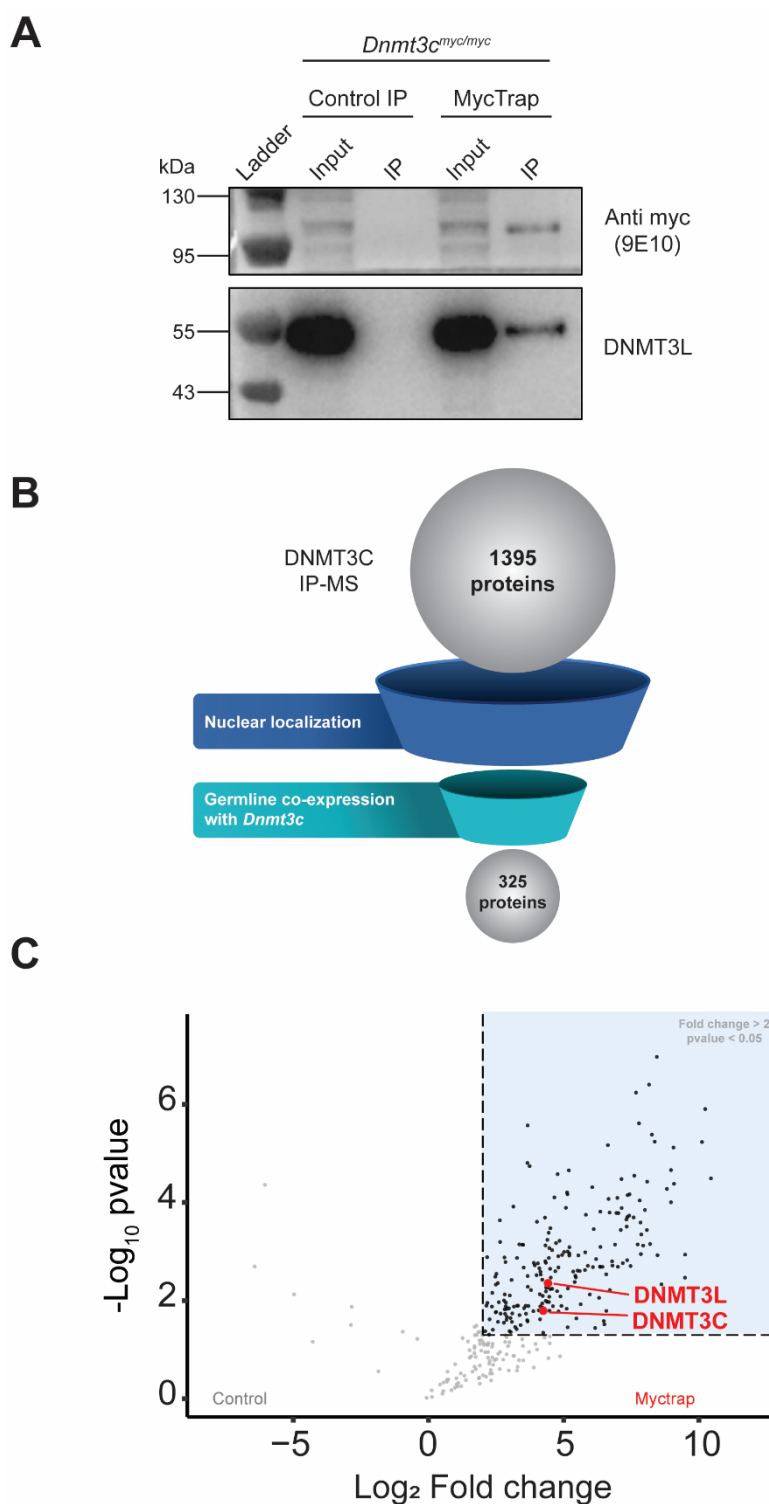 A
Dnmt3c^myc/myc
Control IP MycTrap
kDa Ladder Input IP Input IP
130
95
Anti myc
(9E10)
55
43
DNMT3L
B
DNMT3C
IP-MS
1395
proteins
Nuclear localization
Germline co-expression
with Dnmt3c
325
proteins
C
Fold change > 2
pvalue < 0.05
-Log₁₀ pvalue
6
4
2
0
DNMT3L
DNMT3C
Control
Myctrap
−5 0 5 10
Log₂ Fold change